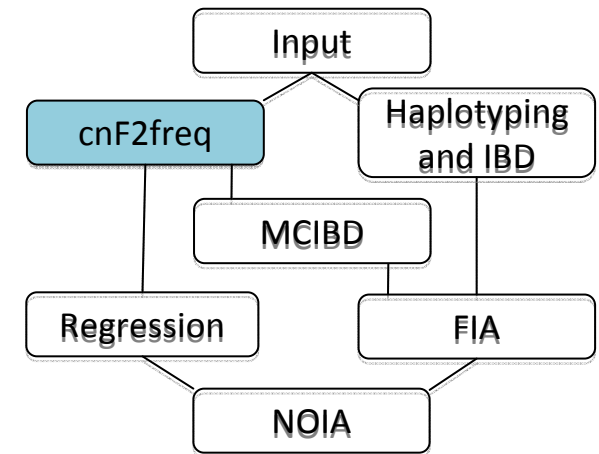 Input
cnF2freq
Haplotyping
and IBD
MCIBD
Regression
FIA
NOIA